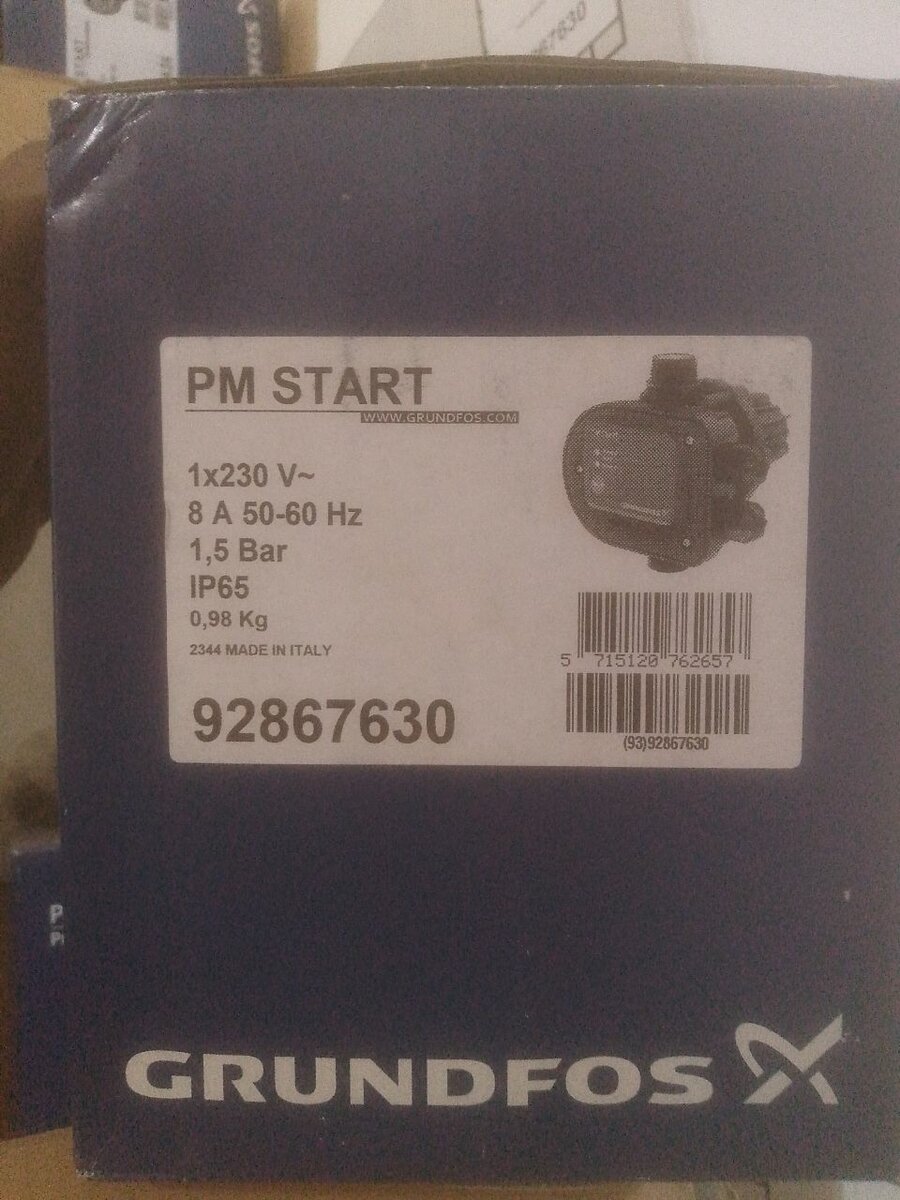 867630
PM START
WWW.GRUNDFOS.COM
1x230 V~
8 A 50-60 Hz
1,5 Bar
IP65
0,98 Kg
2344 MADE IN ITALY
92867630
5 715120 762657
(93)92867630
GRUNDFOS